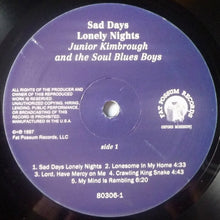 Sad Days
Lonely Nights
Junior Kimbrough
and the Soul Blues Boys
ALL RIGHTS OF THE PRODUCER AND
OWNER OF THIS REPRODUCED
WORK IN RESERVED.
UNAUTHORIZED COPYING, HIRING,
LENDING, PUBLIC PERFORMANCE,
AND BROADCASTING OF THIS
RECORD PROHIBITED.
MANUFACTURED IN THE U.S.A.
©℗ 1997
Fat Possum Records, LLC
FAT POSSUM RECORDS
OXFORD MISSISSIPPI
side 1
1. Sad Days Lonely Nights 2. Lonesome In My Home 4:33
3. Lord, Have Mercy on Me 4. Crawling King Snake 4:43
5. My Mind Is Rambling 6:20
80306-1